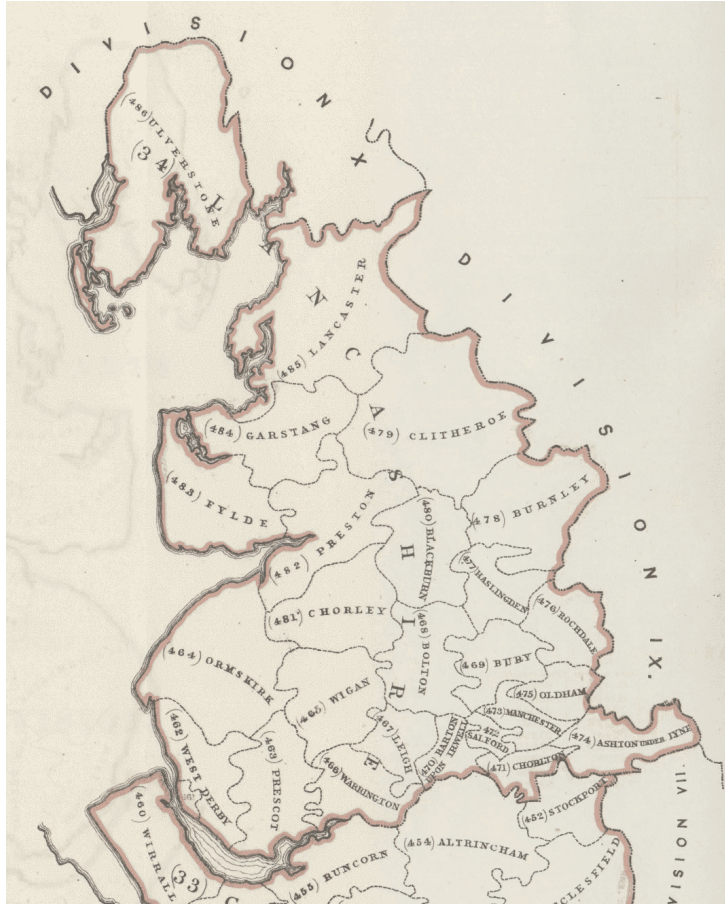 DIVISION X
(486) ULVERSTONE
(34)
LANCASHIRE
DIVISION IX.
(485) LANCASTER
(484) GARSTANG
(479) CLITHEROE
(483) FYLDE
(482) PRESTON
(480) BLACKBURN
(478) BURNLEY
(477) HASLINGDEN
(481) CHORLEY
(468) BOLTON
(476) ROCHDALE
(464) ORMSKIRK
(469) BURY
(465) WIGAN
(475) OLDHAM
(473) MANCHESTER
(467) LEIGH
(470) BARTON
UPON IRWELL
472
SALFORD
(474) ASHTON UNDER LYNE
(462) WEST DERBY
(463) PRESCOT
(466) WARRINGTON
(471) CHORLTON
(460) WIRRALL
(33)
C
(452) STOCKPORT
(454) ALTRINCHAM
(455) RUNCORN
CLESFIELD
VISION VII.